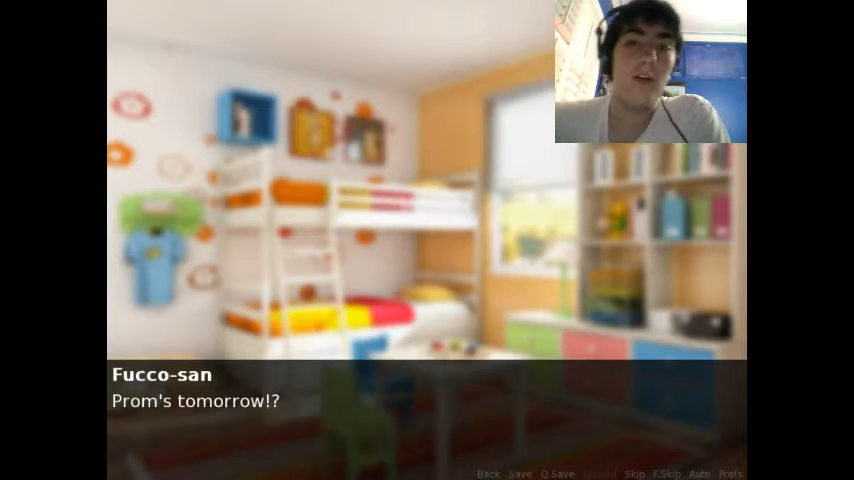 Fucco-san
Prom's tomorrow!?
Back Save Q.Save Q.Load Skip F.Skip Auto Prefs